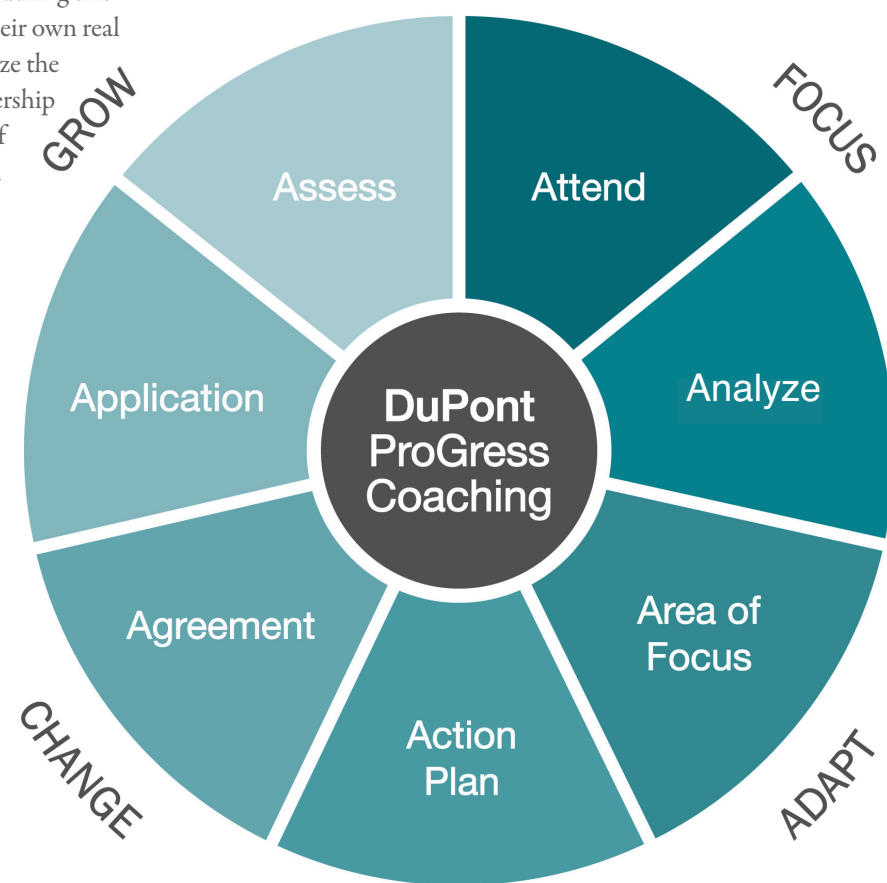 eir own real
ze the
ership
GROW
FOCUS
Assess
Attend
Application
Analyze
DuPont
ProGress
Coaching
Agreement
Area of
Focus
Action
Plan
CHANGE
ADAPT